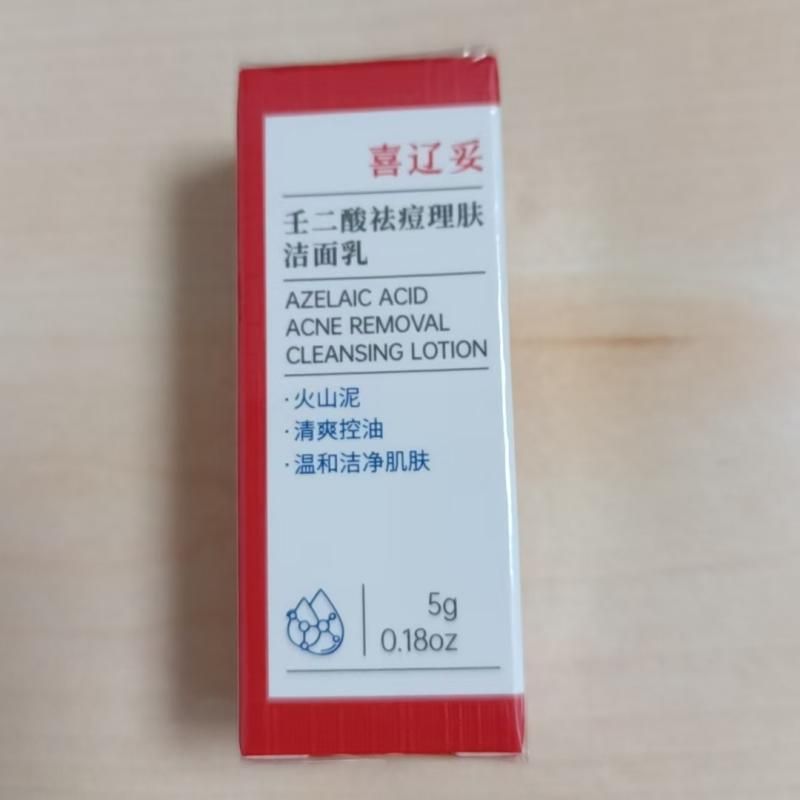 喜辽妥
壬二酸祛痘理肤
洁面乳
AZELAIC ACID
ACNE REMOVAL
CLEANSING LOTION
·火山泥
·清爽控油
·温和洁净肌肤
5g
0.18oz